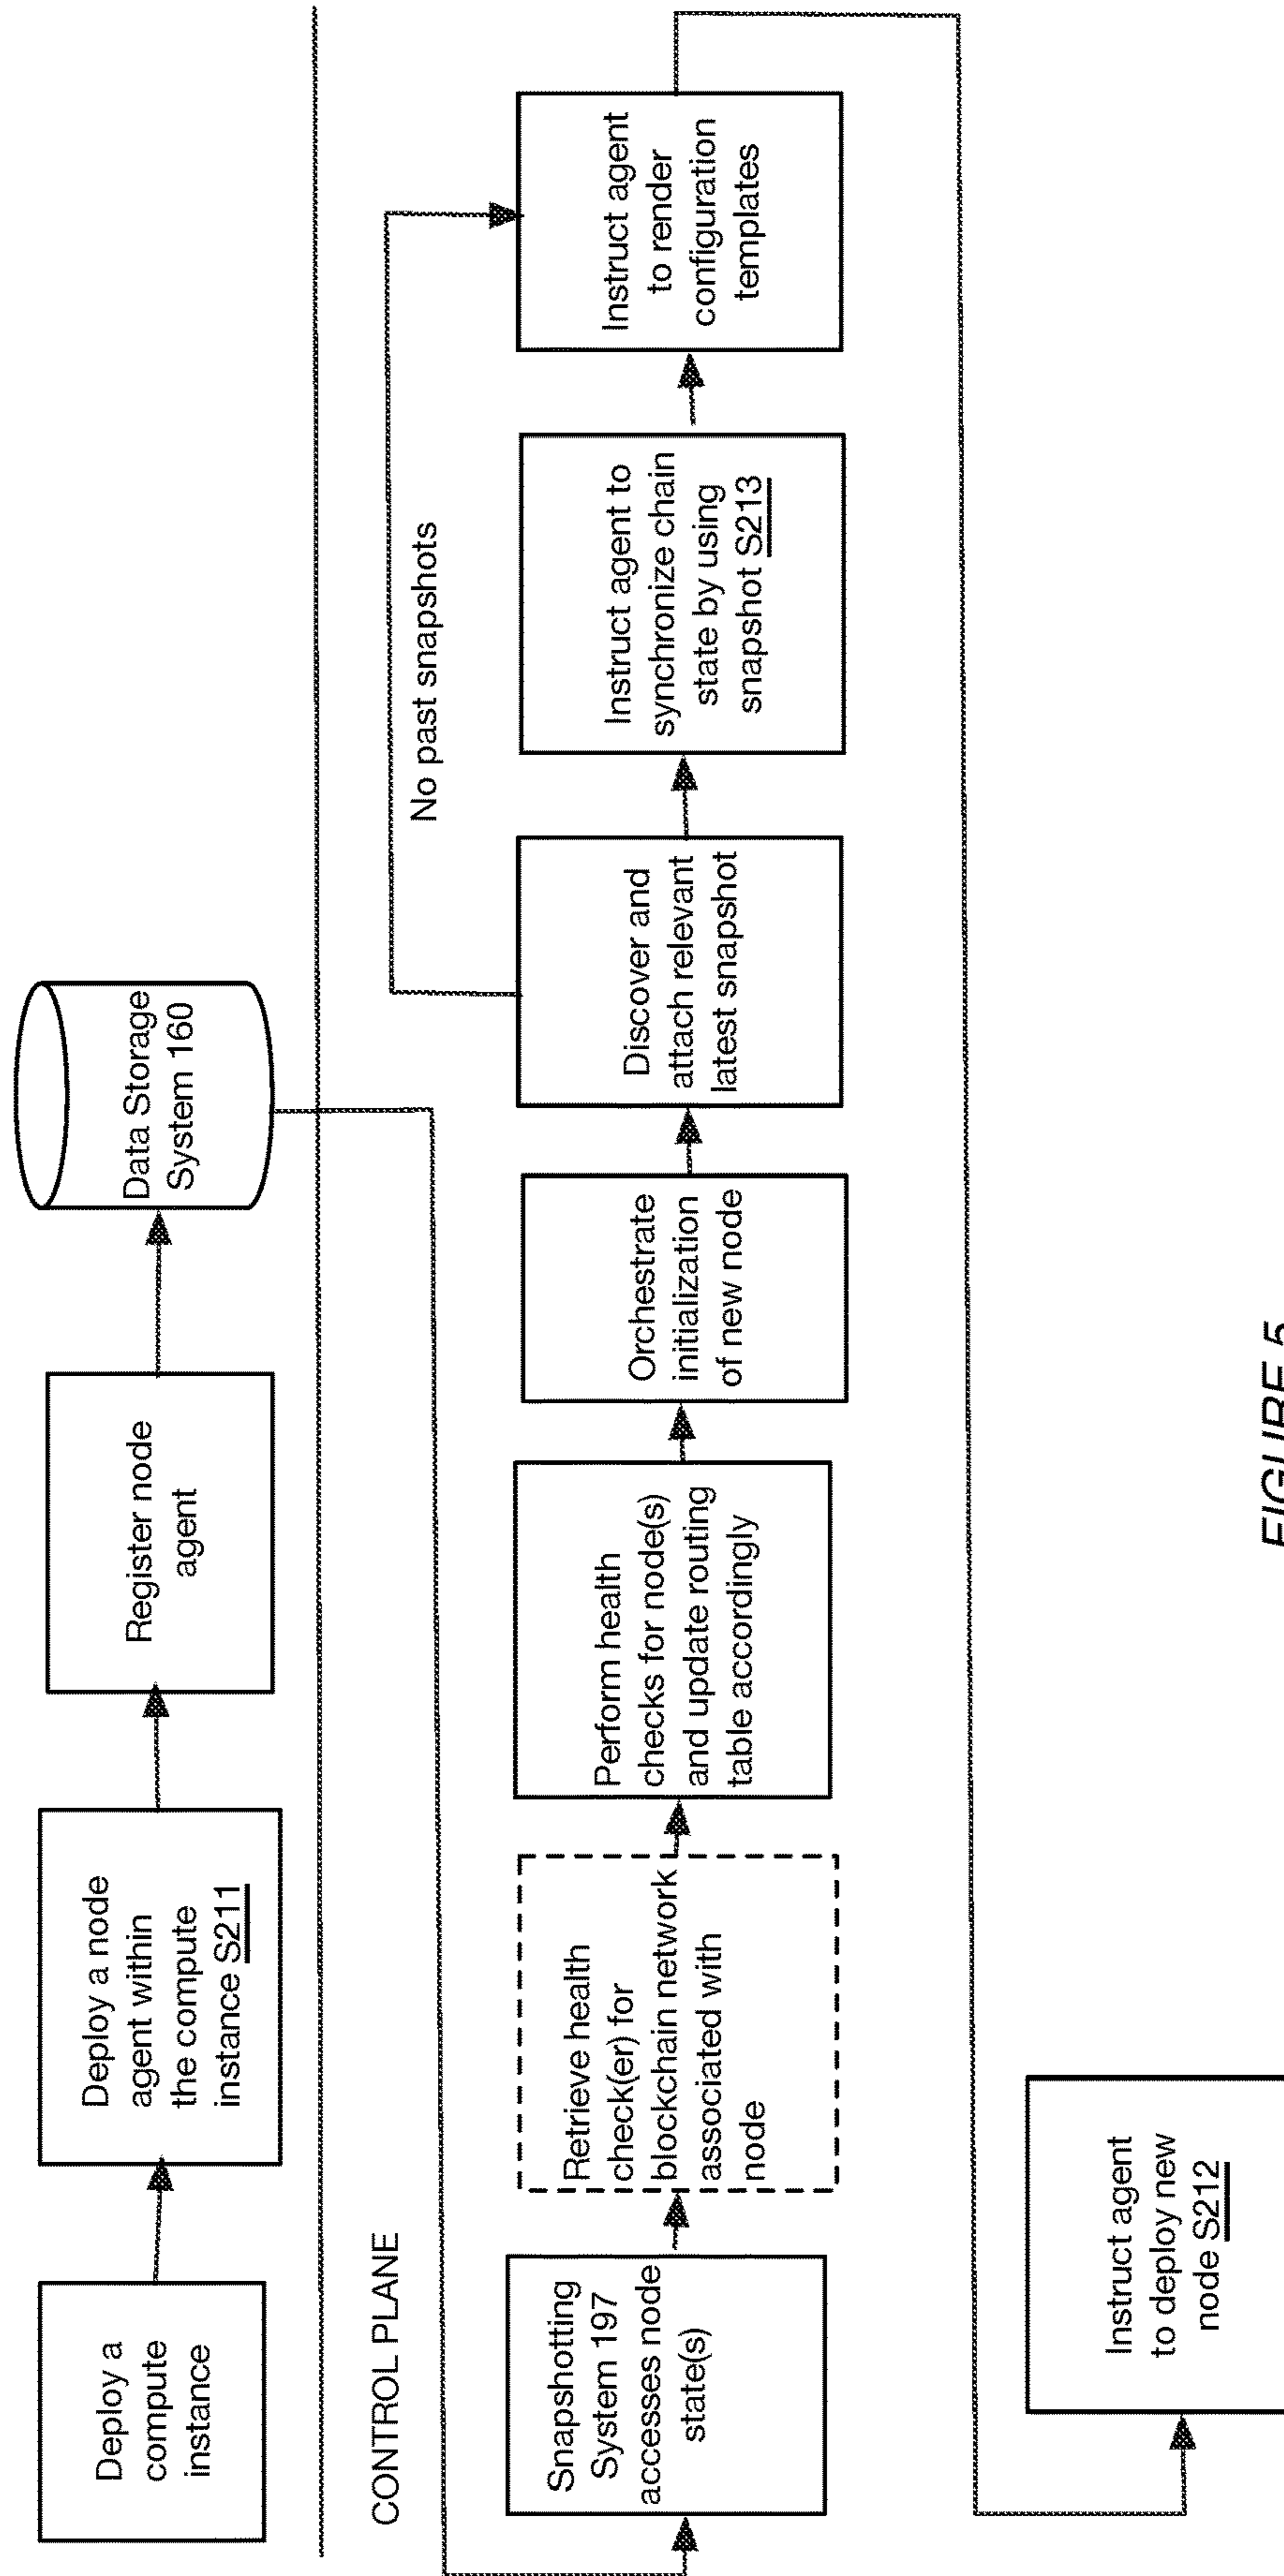 Deploy a
compute
instance
Deploy a node
agent within
the compute
instance S211
Register node
agent
Data Storage
System 160
CONTROL PLANE
Snapshotting
System 197
accesses node
state(s)
Retrieve health
check(er) for
blockchain network
associated with
node
Perform health
checks for node(s)
and update routing
table accordingly
Orchestrate
initialization
of new node
Discover and
attach relevant
latest snapshot
No past snapshots
Instruct agent to
synchronize chain
state by using
snapshot S213
Instruct agent
to render
configuration
templates
Instruct agent
to deploy new
node S212
FIGURE 5